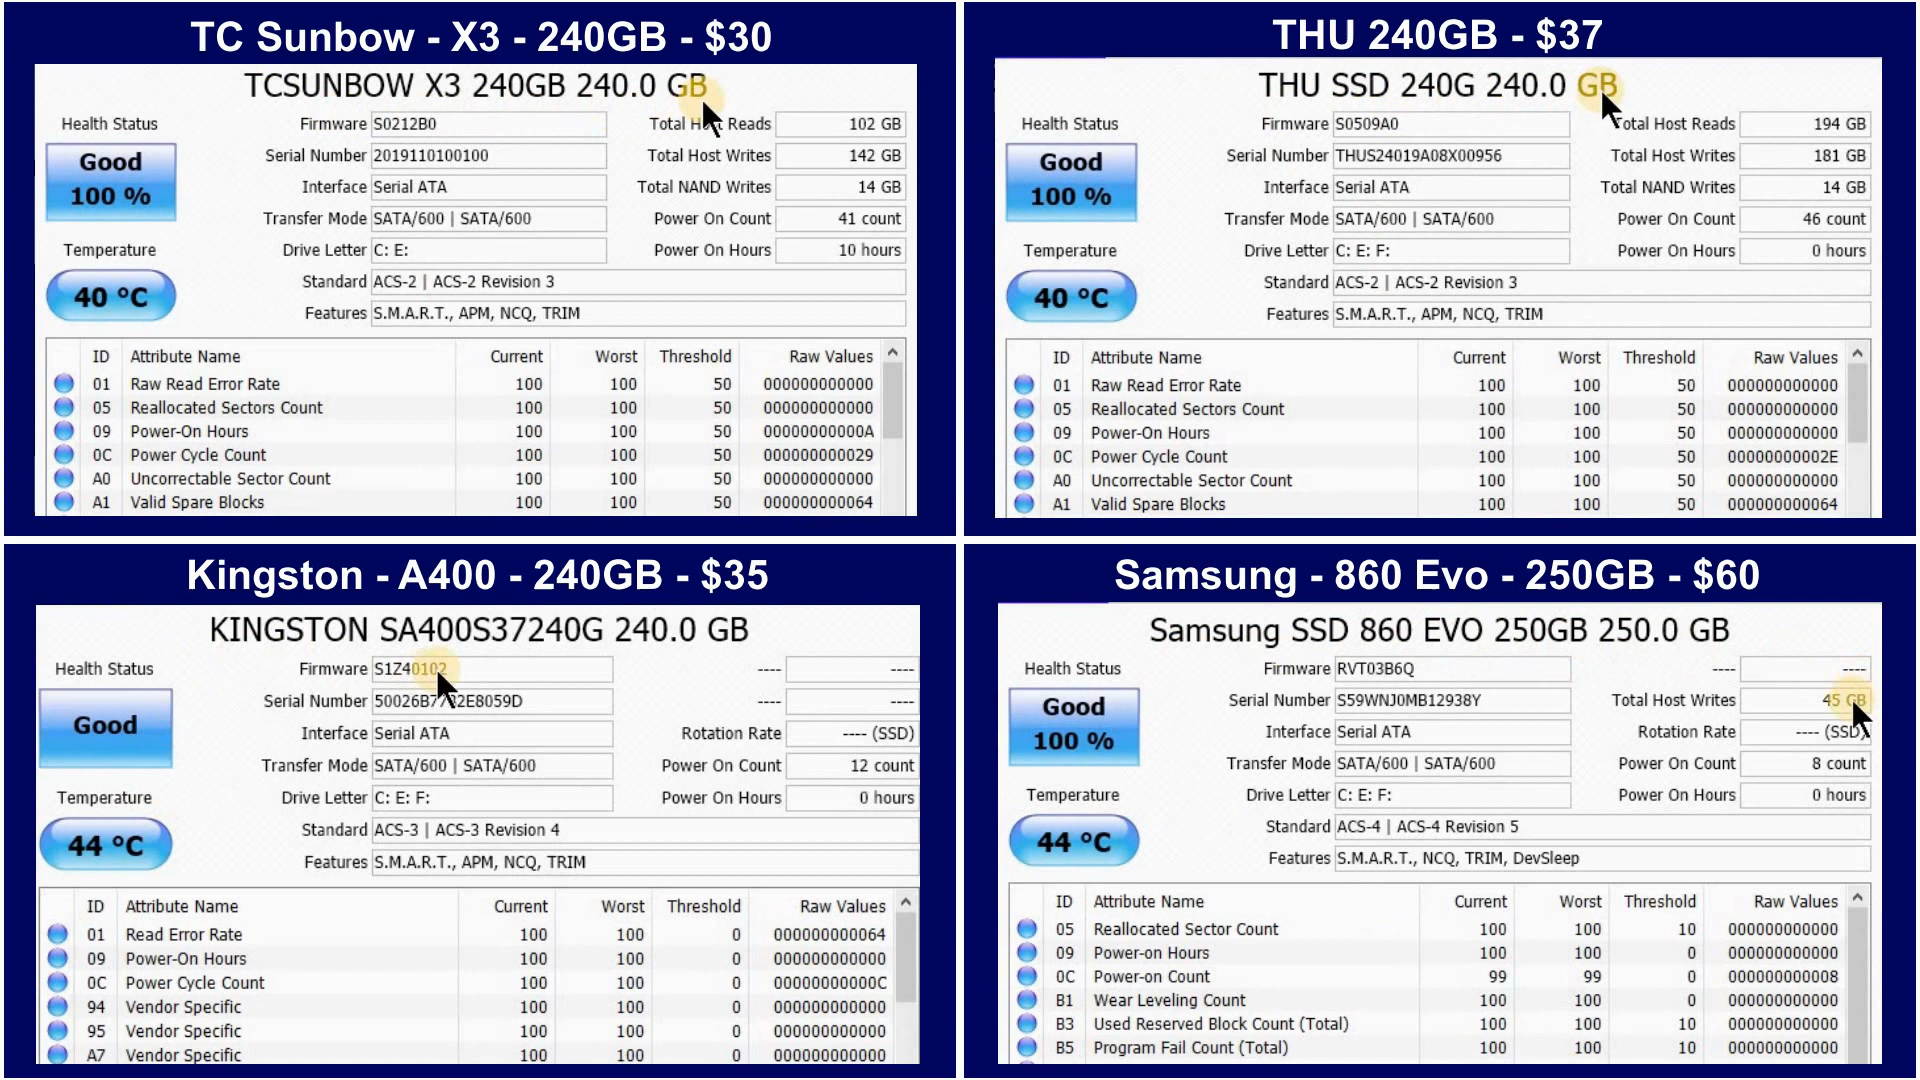 TC Sunbow - X3 - 240GB - $30
TCSUNBOW X3 240GB 240.0 GB
Health Status
Good
100 %
Temperature
40 °C
Firmware S0212B0
Serial Number 2019110100100
Interface Serial ATA
Transfer Mode SATA/600 | SATA/600
Drive Letter C: E:
Standard ACS-2 | ACS-2 Revision 3
Features S.M.A.R.T., APM, NCQ, TRIM
Total Host Reads 102 GB
Total Host Writes 142 GB
Total NAND Writes 14 GB
Power On Count 41 count
Power On Hours 10 hours
ID Attribute Name Current Worst Threshold Raw Values
01 Raw Read Error Rate 100 100 50 000000000000
05 Reallocated Sectors Count 100 100 50 000000000000
09 Power-On Hours 100 100 50 00000000000A
0C Power Cycle Count 100 100 50 000000000029
A0 Uncorrectable Sector Count 100 100 50 000000000000
A1 Valid Spare Blocks 100 100 50 000000000064
THU 240GB - $37
THU SSD 240G 240.0 GB
Health Status
Good
100 %
Temperature
40 °C
Firmware S0509A0
Serial Number THUS24019A08X00956
Interface Serial ATA
Transfer Mode SATA/600 | SATA/600
Drive Letter C: E: F:
Standard ACS-2 | ACS-2 Revision 3
Features S.M.A.R.T., APM, NCQ, TRIM
Total Host Reads 194 GB
Total Host Writes 181 GB
Total NAND Writes 14 GB
Power On Count 46 count
Power On Hours 0 hours
ID Attribute Name Current Worst Threshold Raw Values
01 Raw Read Error Rate 100 100 50 000000000000
05 Reallocated Sectors Count 100 100 50 000000000000
09 Power-On Hours 100 100 50 000000000000
0C Power Cycle Count 100 100 50 00000000002E
A0 Uncorrectable Sector Count 100 100 50 000000000000
A1 Valid Spare Blocks 100 100 50 000000000064
Kingston - A400 - 240GB - $35
KINGSTON SA400S37240G 240.0 GB
Health Status
Good
Temperature
44 °C
Firmware S1Z40102
Serial Number
Interface Serial ATA
Transfer Mode SATA/600 | SATA/600
Drive Letter C: E: F:
Standard ACS-3 | ACS-3 Revision 4
Features S.M.A.R.T., APM, NCQ, TRIM
---- ----
---- ----
Rotation Rate ---- (SSD)
Power On Count 12 count
Power On Hours 0 hours
ID Attribute Name Current Worst Threshold Raw Values
01 Read Error Rate 100 100 0 000000000064
09 Power-On Hours 100 100 0 000000000000
0C Power Cycle Count 100 100 0 00000000000C
94 Vendor Specific 100 100 0 000000000000
95 Vendor Specific 100 100 0 000000000000
A7 Vendor Specific 100 100 0 000000000000
Samsung - 860 Evo - 250GB - $60
Samsung SSD 860 EVO 250GB 250.0 GB
Health Status
Good
100 %
Temperature
44 °C
Firmware RVT03B6Q
Serial Number S59WNJ0MB12938Y
Interface Serial ATA
Transfer Mode SATA/600 | SATA/600
Drive Letter C: E: F:
Standard ACS-4 | ACS-4 Revision 5
Features S.M.A.R.T., NCQ, TRIM, DevSleep
---- ----
Total Host Writes 45 GB
Rotation Rate ---- (SSD)
Power On Count 8 count
Power On Hours 0 hours
ID Attribute Name Current Worst Threshold Raw Values
05 Reallocated Sector Count 100 100 10 000000000000
09 Power-on Hours 100 100 0 000000000000
0C Power-on Count 99 99 0 000000000008
B1 Wear Leveling Count 100 100 0 000000000000
B3 Used Reserved Block Count (Total) 100 100 10 000000000000
B5 Program Fail Count (Total) 100 100 10 000000000000